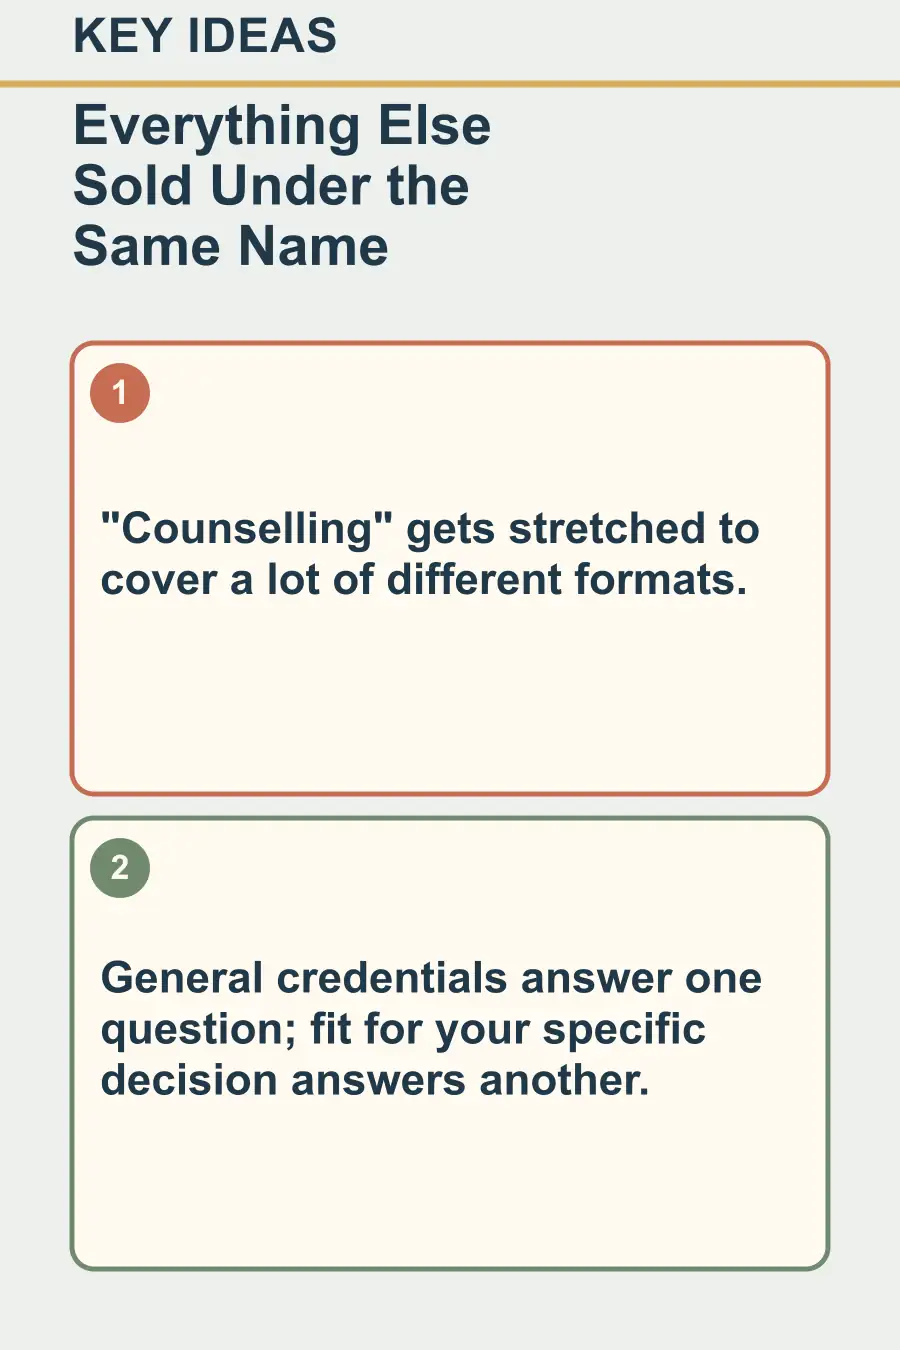 KEY IDEAS
Everything Else
Sold Under the
Same Name
1
"Counselling" gets stretched to
cover a lot of different formats.
2
General credentials answer one
question; fit for your specific
decision answers another.